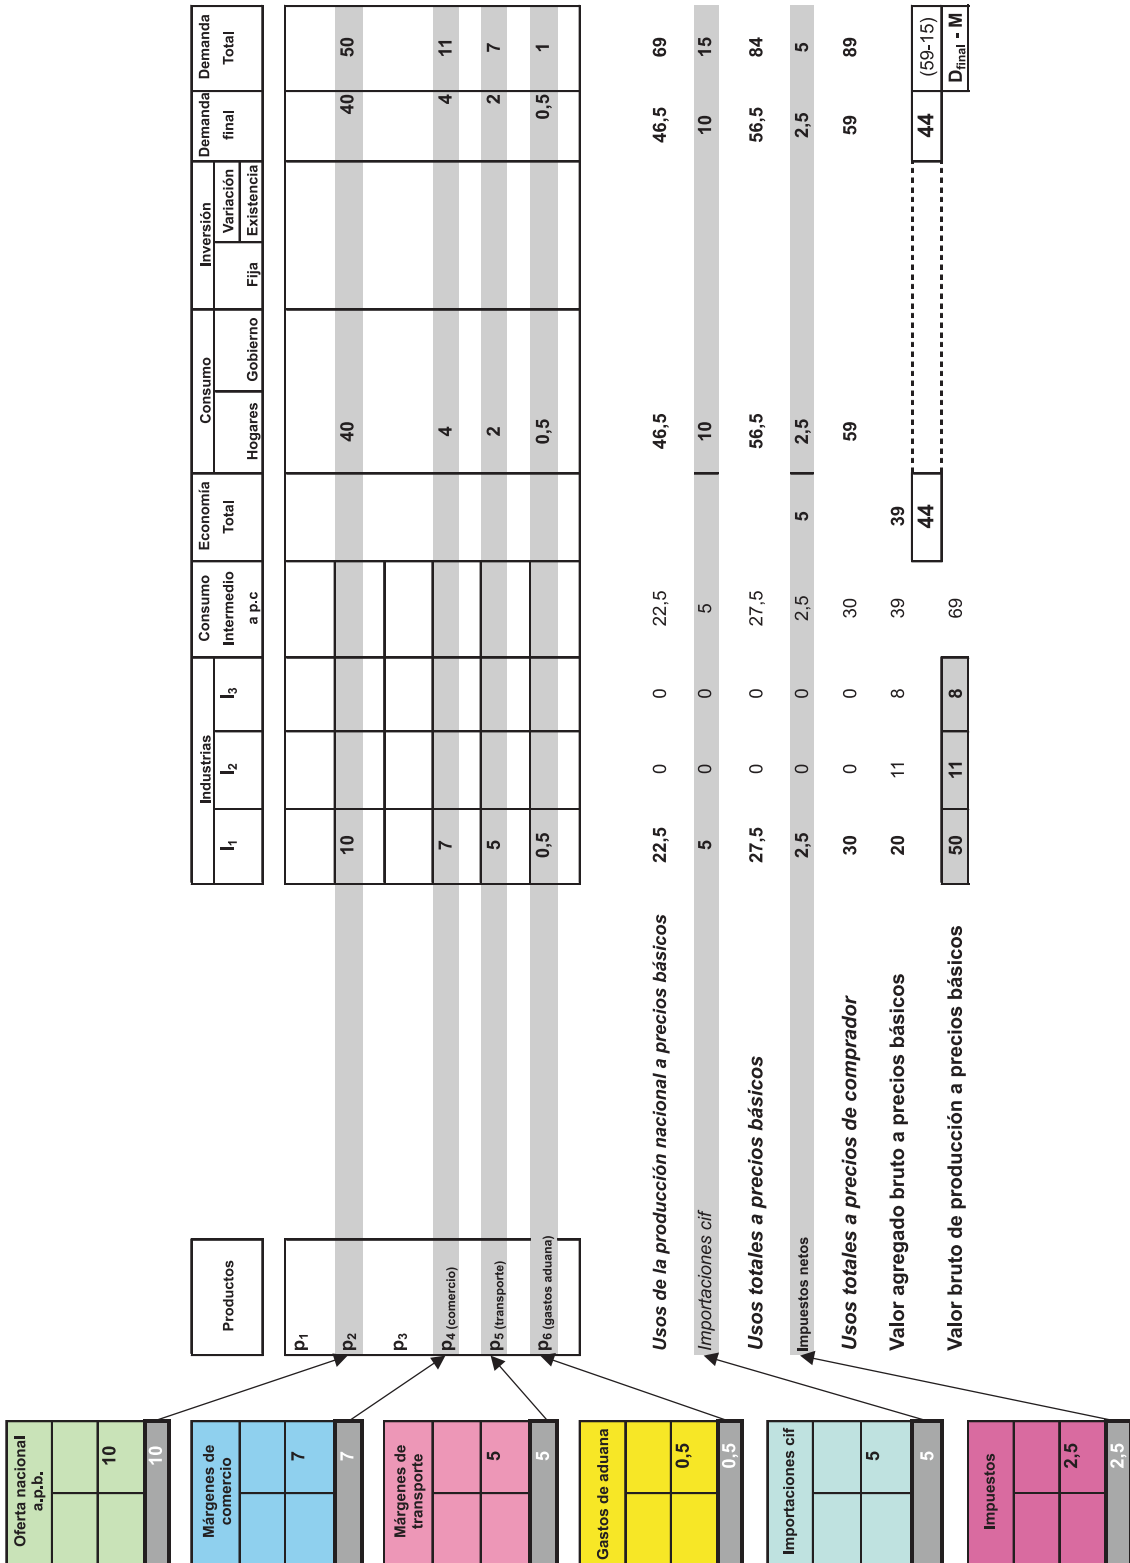 Productos
Industrias
I1 I2 I3
Consumo Intermedio a p.c
Economía Total
Consumo
Hogares Gobierno
Inversión
Fija Variación Existencia
Demanda final
Demanda Total
p1
p2 10 40 40 50
p3
p4 (comercio) 7 4 4 11
p5 (transporte) 5 2 2 7
p6 (gastos aduana) 0,5 0,5 0,5 1
Usos de la producción nacional a precios básicos 22,5 0 0 22,5 46,5 46,5 69
Importaciones cif 5 0 0 5 10 10 15
Usos totales a precios básicos 27,5 0 0 27,5 56,5 56,5 84
Impuestos netos 2,5 0 0 2,5 5 2,5 2,5 5
Usos totales a precios de comprador 30 0 0 30 59 59 89
Valor agregado bruto a precios básicos 20 11 8 39 39
44 44 (59-15)
Valor bruto de producción a precios básicos 50 11 8 69 Dfinal - M
Oferta nacional a.p.b.
10
10
Márgenes de comercio
7
7
Márgenes de transporte
5
5
Gastos de aduana
0,5
0,5
Importaciones cif
5
5
Impuestos
2,5
2,5